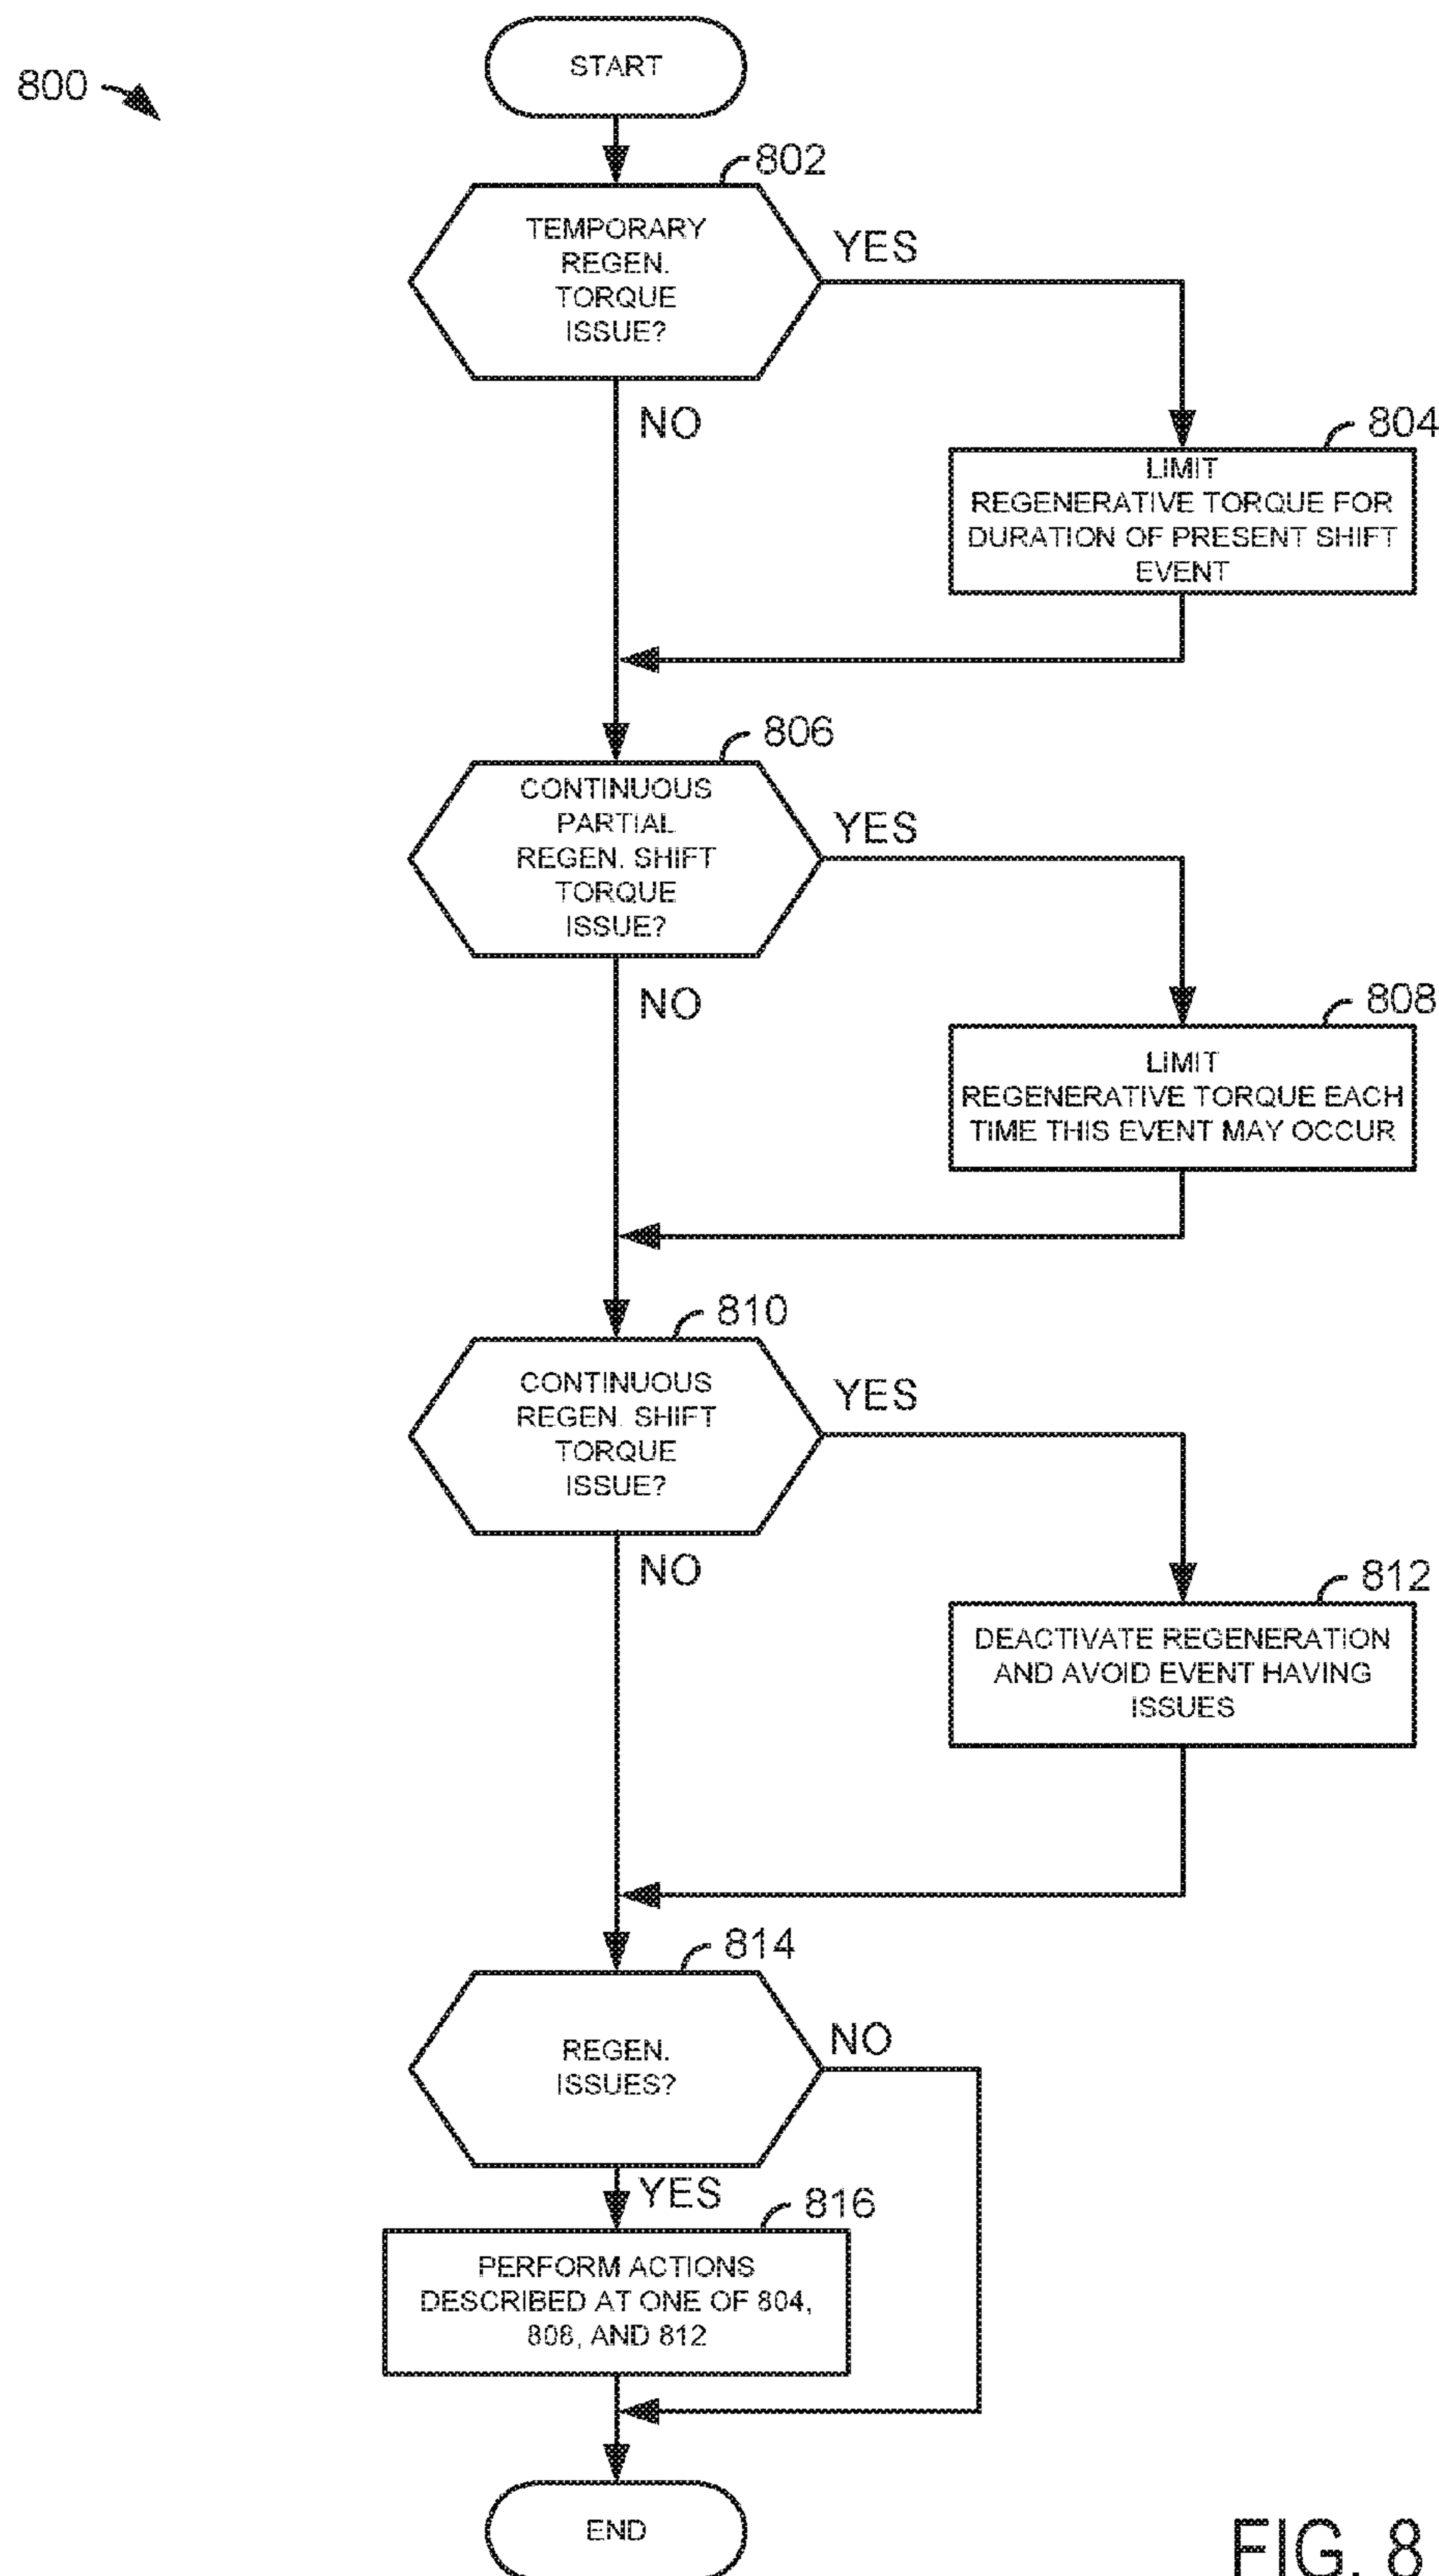 START
800
802
TEMPORARY
REGEN.
TORQUE
ISSUE?
YES
NO
804
LIMIT
REGENERATIVE TORQUE FOR
DURATION OF PRESENT SHIFT
EVENT
806
CONTINUOUS
PARTIAL
REGEN. SHIFT
TORQUE
ISSUE?
YES
NO
808
LIMIT
REGENERATIVE TORQUE EACH
TIME THIS EVENT MAY OCCUR
810
CONTINUOUS
REGEN. SHIFT
TORQUE
ISSUE?
YES
NO
812
DEACTIVATE REGENERATION
AND AVOID EVENT HAVING
ISSUES
814
REGEN.
ISSUES?
NO
YES
816
PERFORM ACTIONS
DESCRIBED AT ONE OF 804,
808, AND 812
END
FIG. 8